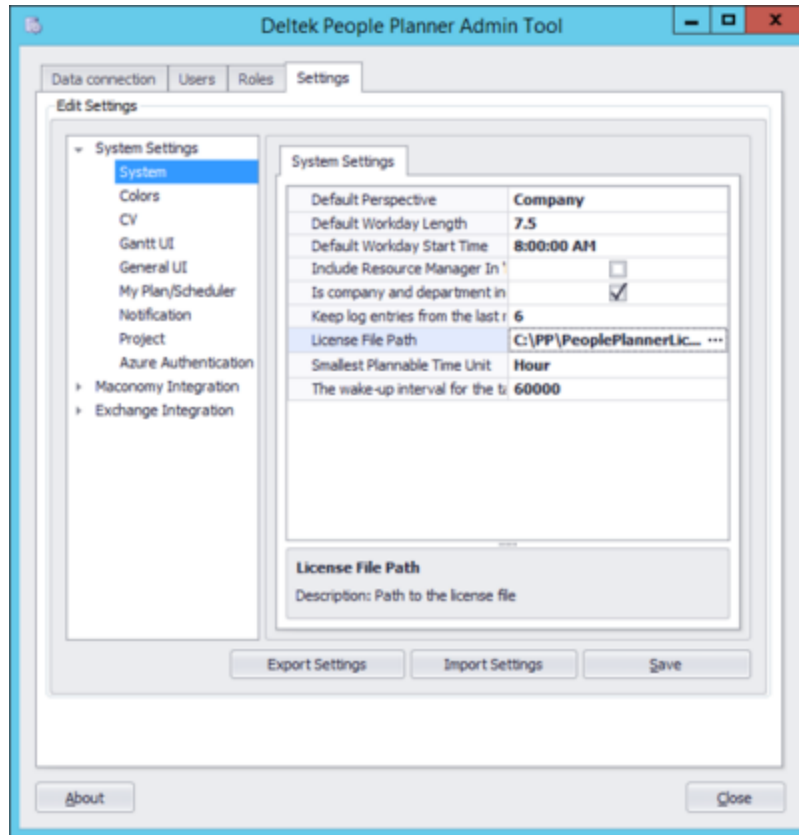 Deltek People Planner Admin Tool
Data connection Users Roles Settings
Edit Settings
System Settings
System
Colors
CV
Gantt UI
General UI
My Plan/Scheduler
Notification
Project
Azure Authentication
Maconomy Integration
Exchange Integration
System Settings
Default Perspective Company
Default Workday Length 7.5
Default Workday Start Time 8:00:00 AM
Include Resource Manager In '
Is company and department in
Keep log entries from the last r 6
License File Path C:\PP\PeoplePlannerLic... ...
Smallest Plannable Time Unit Hour
The wake-up interval for the ta 60000
License File Path
Description: Path to the license file
Export Settings Import Settings Save
About Close